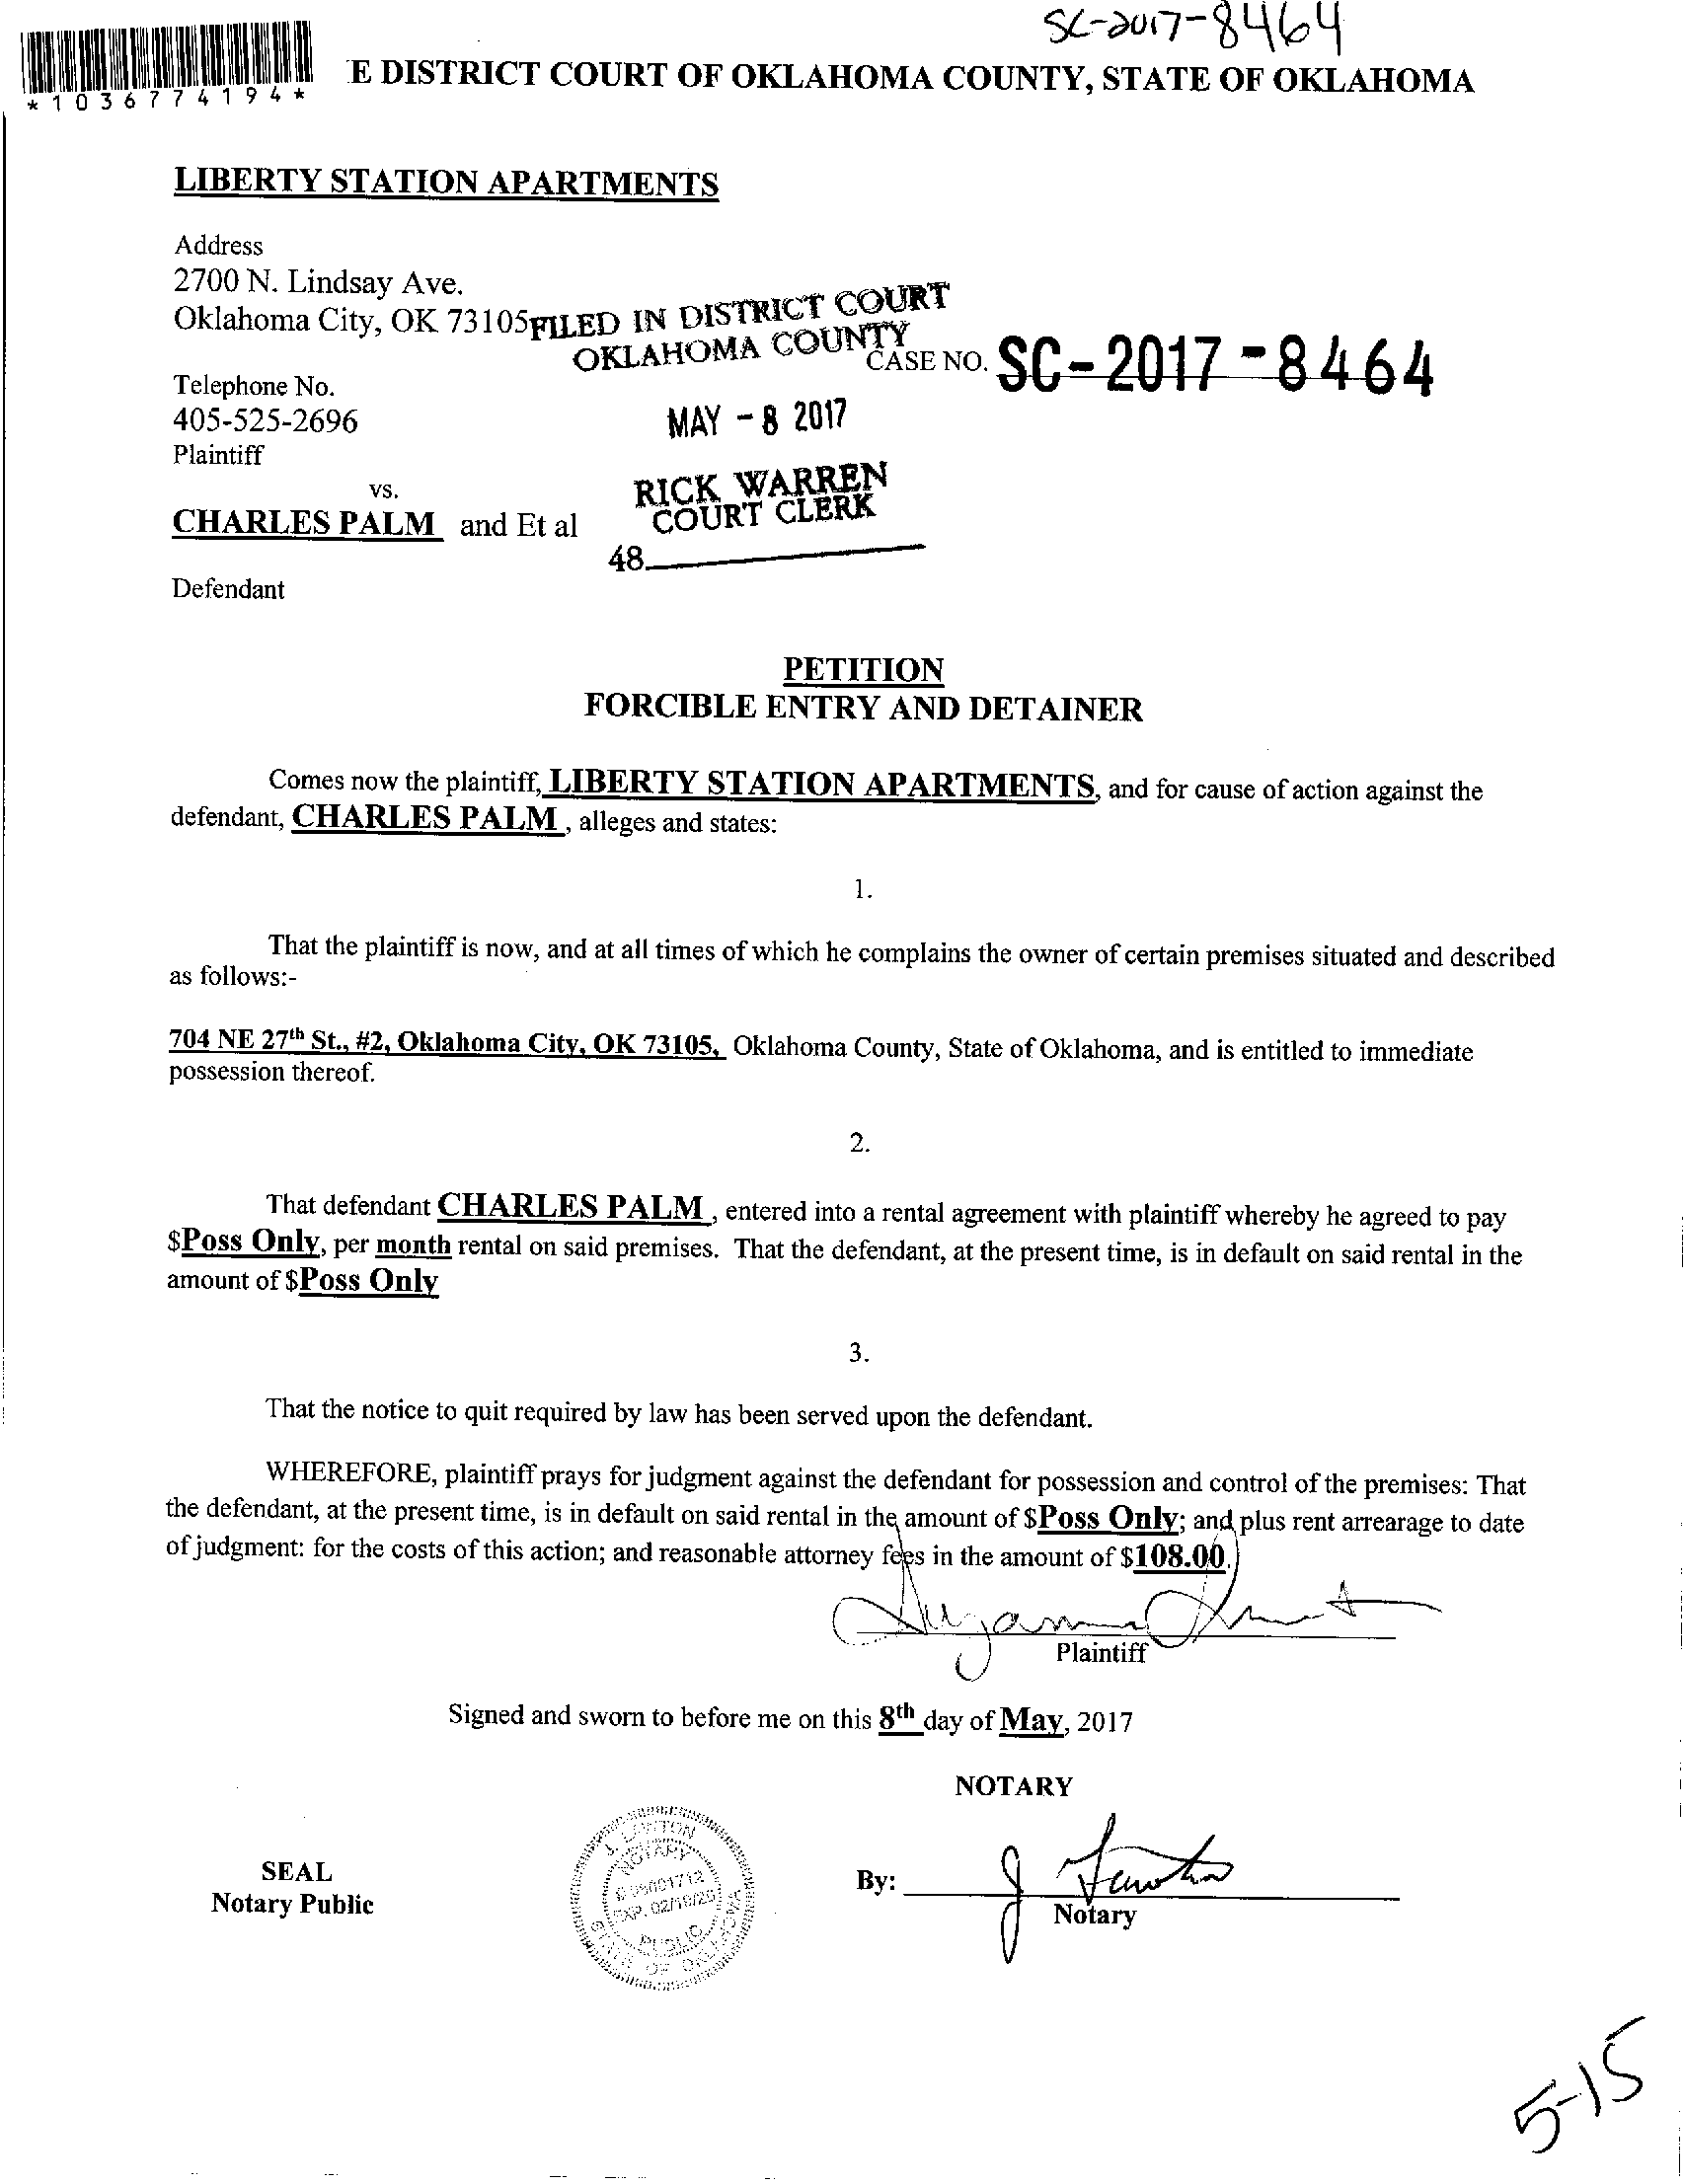 SC-2017-8464
*1036774194*
E DISTRICT COURT OF OKLAHOMA COUNTY, STATE OF OKLAHOMA
LIBERTY STATION APARTMENTS
Address
2700 N. Lindsay Ave.
Oklahoma City, OK 73105
FILED IN DISTRICT COURT
OKLAHOMA COUNTY
CASE NO. SC-2017-8464
Telephone No.
405-525-2696
MAY - 8 2017
Plaintiff
vs.
RICK WARREN
COURT CLERK
CHARLES PALM and Et al
48
Defendant
PETITION
FORCIBLE ENTRY AND DETAINER
Comes now the plaintiff, LIBERTY STATION APARTMENTS, and for cause of action against the
defendant, CHARLES PALM , alleges and states:
1.
That the plaintiff is now, and at all times of which he complains the owner of certain premises situated and described
as follows:-
704 NE 27th St., #2, Oklahoma City, OK 73105, Oklahoma County, State of Oklahoma, and is entitled to immediate
possession thereof.
2.
That defendant CHARLES PALM , entered into a rental agreement with plaintiff whereby he agreed to pay
$Poss Only, per month rental on said premises. That the defendant, at the present time, is in default on said rental in the
amount of $Poss Only
3.
That the notice to quit required by law has been served upon the defendant.
WHEREFORE, plaintiff prays for judgment against the defendant for possession and control of the premises: That
the defendant, at the present time, is in default on said rental in the amount of $Poss Only; and plus rent arrearage to date
of judgment: for the costs of this action; and reasonable attorney fees in the amount of $108.00.
Plaintiff
Signed and sworn to before me on this 8th day of May, 2017
NOTARY
J. LAWTON
NOTARY
EXP. 02/18/20
PUBLIC
STATE OF OKLAHOMA
SEAL
Notary Public
By: J Lawton
Notary
5-15